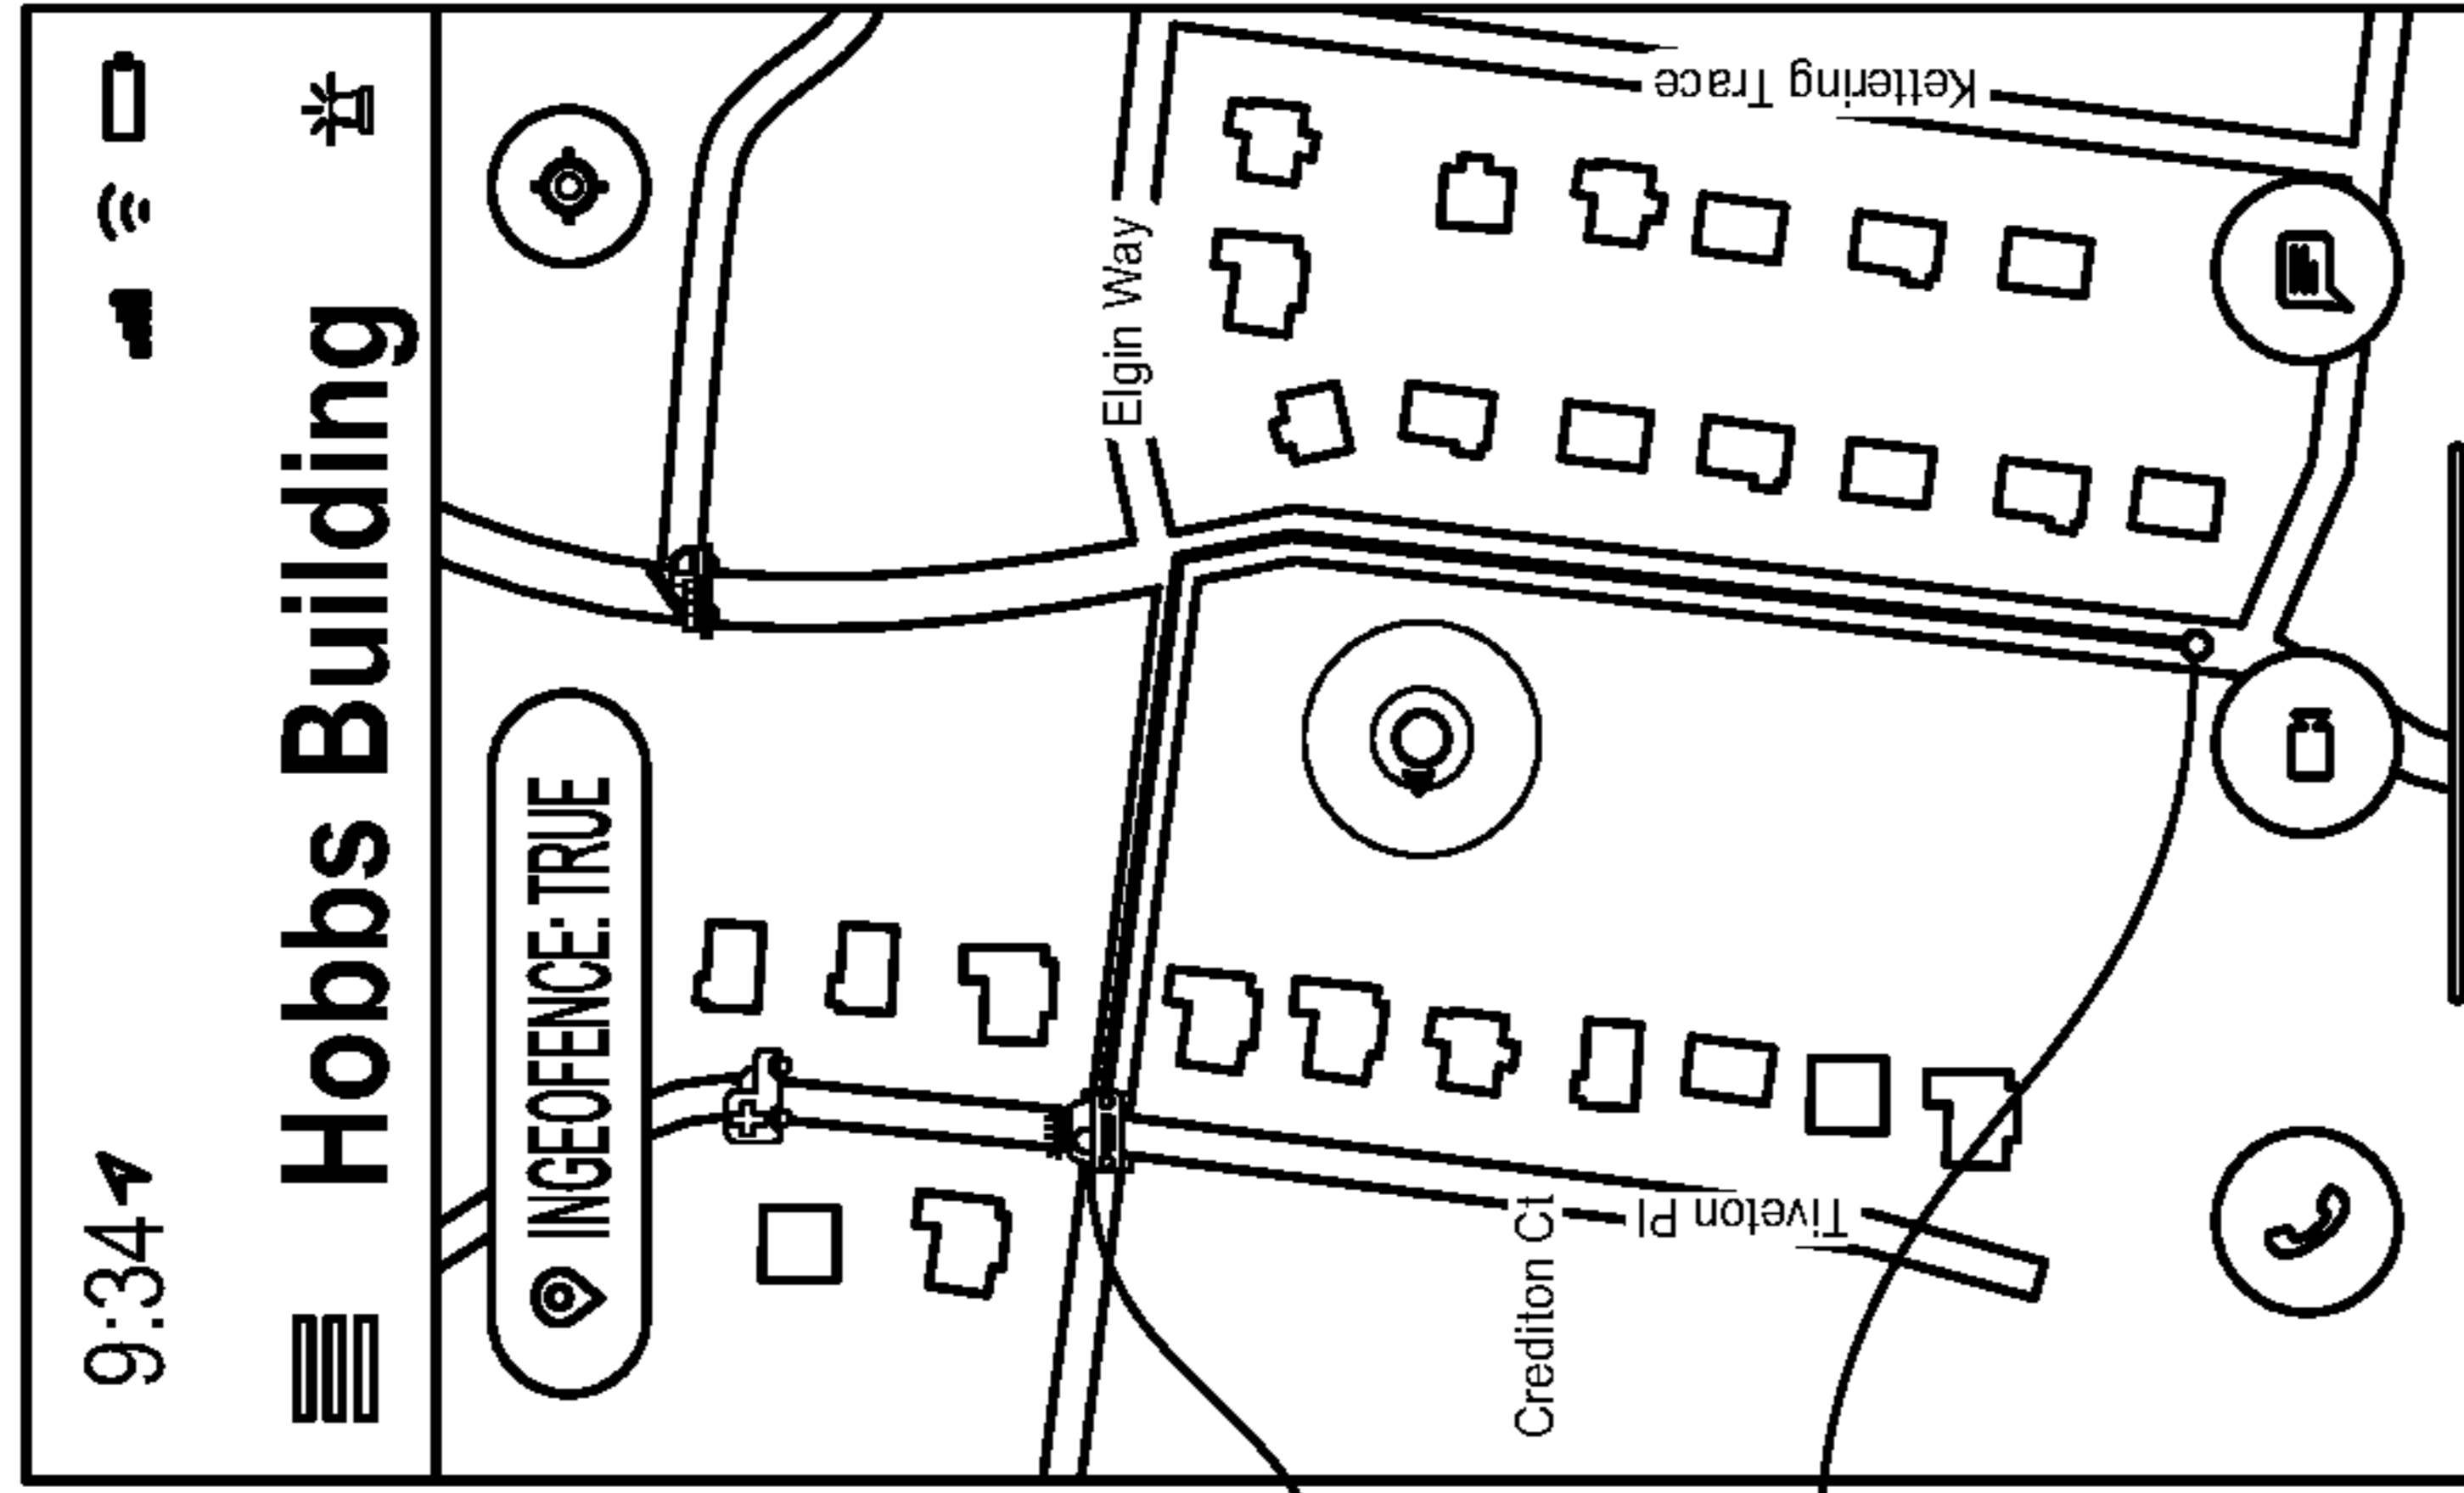 9:34
Hobbs Building
INGEOFENCE: TRUE
Elgin Way
Kettering Trace
Crediton Ct
Tiveton Pl